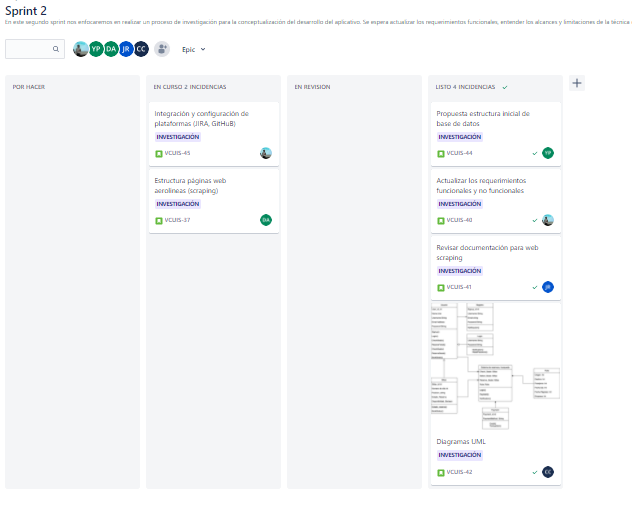 Sprint 2
En este segundo sprint nos enfocaremos en realizar un proceso de investigación para la conceptualización del desarrollo del aplicativo. Se espera actualizar los requerimientos funcionales, entender los alcances y limitaciones de la técnica
YP DA JR CC
Epic
POR HACER
EN CURSO 2 INCIDENCIAS
Integración y configuración de
plataformas (JIRA, GitHuB)
INVESTIGACIÓN
VCUIS-45
Estructura páginas web
aerolíneas (scraping)
INVESTIGACIÓN
VCUIS-37
DA
EN REVISIÓN
LISTO 4 INCIDENCIAS
Propuesta estructura inicial de
base de datos
INVESTIGACIÓN
VCUIS-44
YP
Actualizar los requerimientos
funcionales y no funcionales
INVESTIGACIÓN
VCUIS-40
Revisar documentación para web
scraping
INVESTIGACIÓN
VCUIS-41
JR
Diagramas UML
INVESTIGACIÓN
VCUIS-42
CC